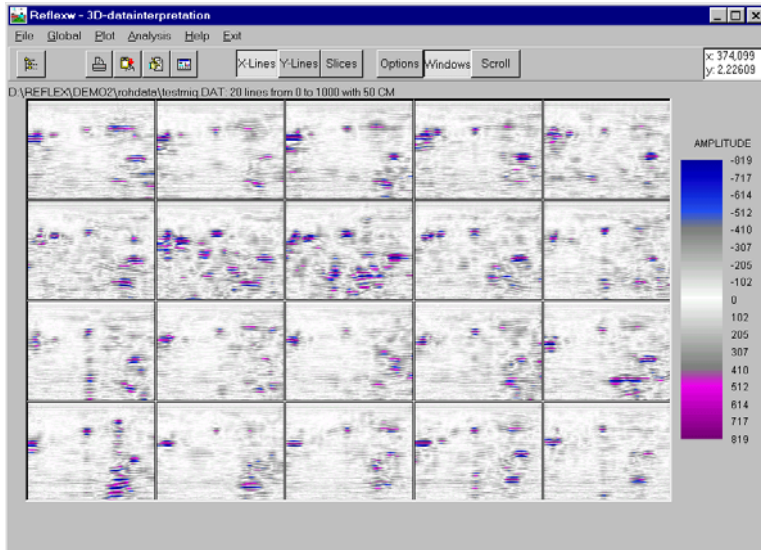 Reflexw - 3D-datainterpretation
File Global Plot Analysis Help Exit
X-Lines Y-Lines Slices Options Windows Scroll
x: 374,099
y: 2.22609
D:\REFLEX\DEMO2\rohdata\testmig.DAT: 20 lines from 0 to 1000 with 50 CM
AMPLITUDE
-819
-717
-614
-512
-410
-307
-205
-102
0
102
205
307
410
512
614
717
819